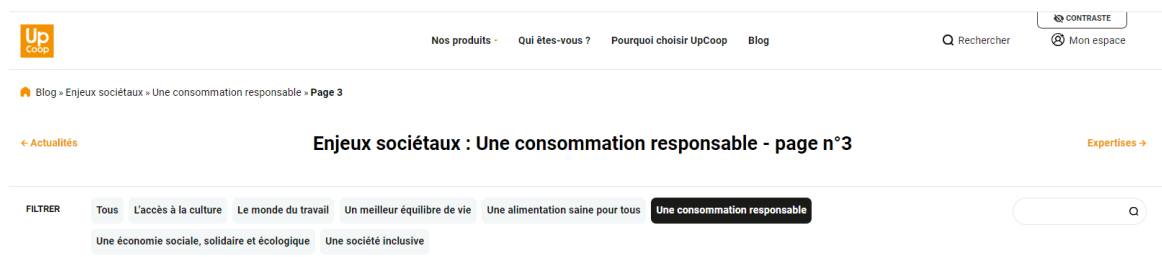 CONTRASTE
Up
Coop
Nos produits Qui êtes-vous ? Pourquoi choisir UpCoop Blog
Rechercher Mon espace
Blog » Enjeux sociétaux » Une consommation responsable » Page 3
← Actualités
Enjeux sociétaux : Une consommation responsable - page n°3
Expertises →
FILTRER Tous L'accès à la culture Le monde du travail Un meilleur équilibre de vie Une alimentation saine pour tous Une consommation responsable
Une économie sociale, solidaire et écologique Une société inclusive